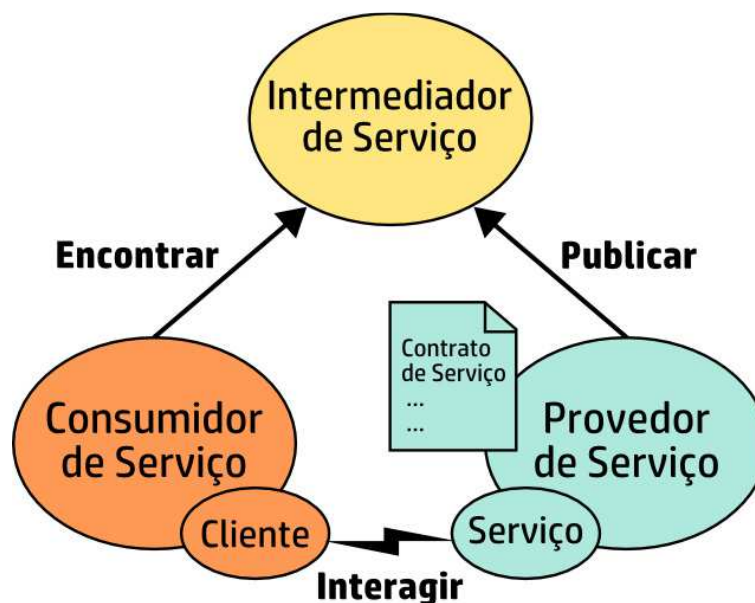 Intermediador
de Serviço
Encontrar
Publicar
Contrato
de Serviço
...
...
Consumidor
de Serviço
Provedor
de Serviço
Cliente
Serviço
Interagir